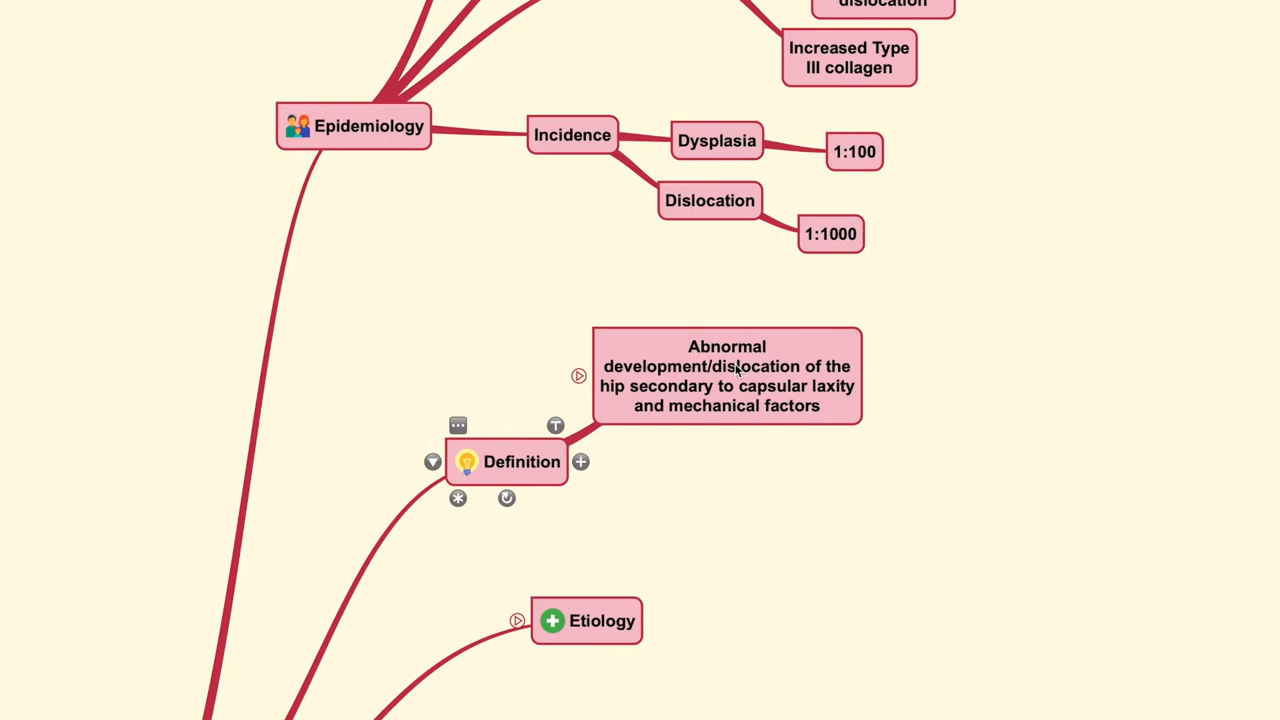 dislocation
Increased Type
III collagen
Epidemiology
Incidence
Dysplasia
1:100
Dislocation
1:1000
Abnormal
development/dislocation of the
hip secondary to capsular laxity
and mechanical factors
Definition
Etiology